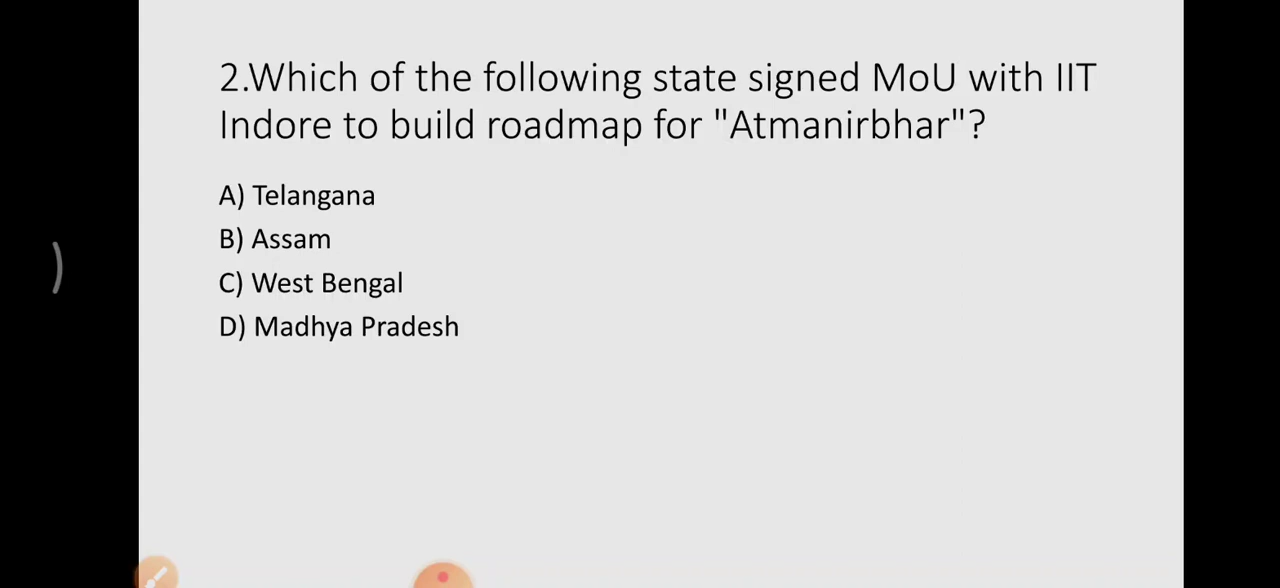 2.Which of the following state signed MoU with IIT
Indore to build roadmap for "Atmanirbhar"?
A) Telangana
B) Assam
C) West Bengal
D) Madhya Pradesh